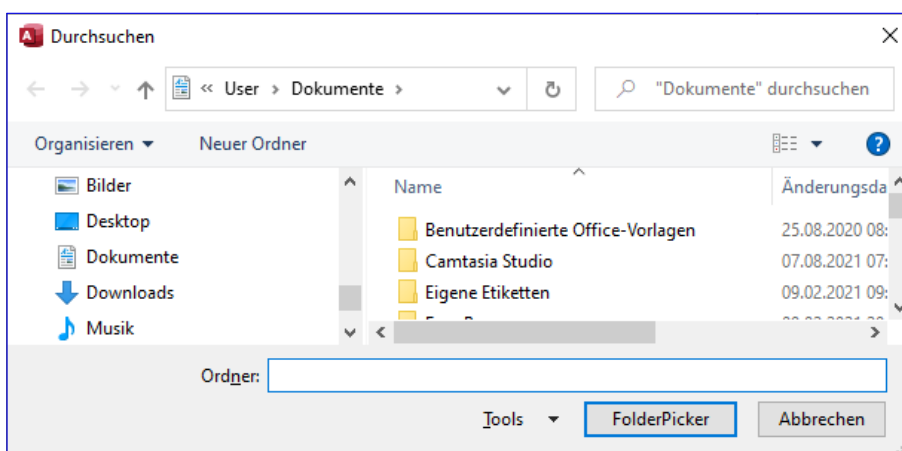 Durchsuchen
« User › Dokumente ›
"Dokumente" durchsuchen
Organisieren
Neuer Ordner
Bilder
Desktop
Dokumente
Downloads
Musik
Name
Änderungsda
Benutzerdefinierte Office-Vorlagen
25.08.2020 08:
Camtasia Studio
07.08.2021 07:
Eigene Etiketten
09.02.2021 09:
Ordner:
Tools
FolderPicker
Abbrechen